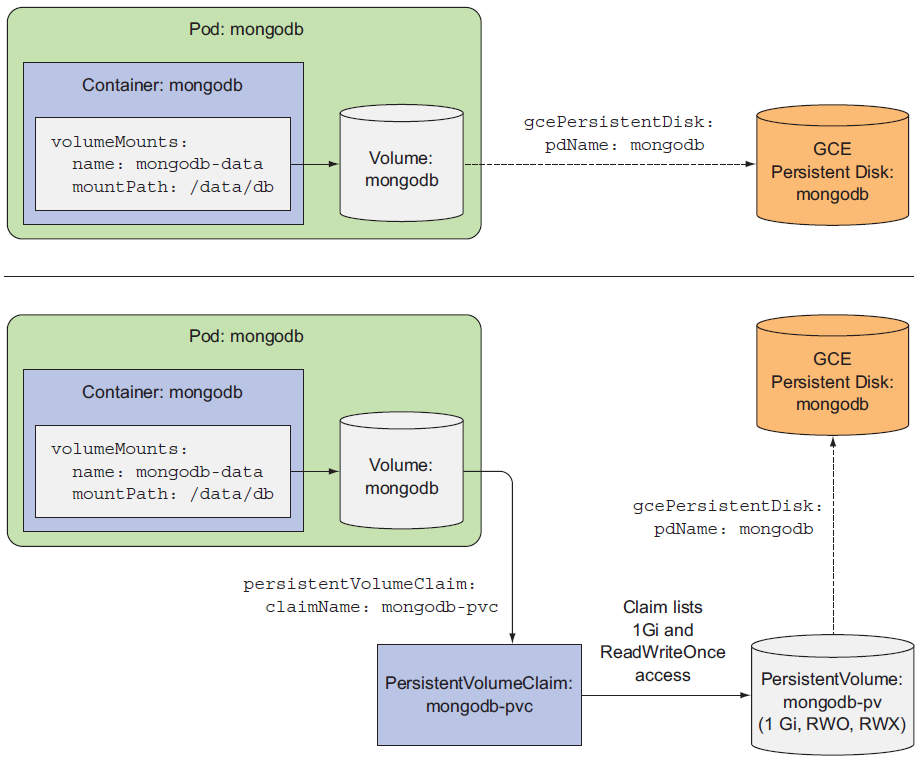 Pod: mongodb
Container: mongodb
volumeMounts:
name: mongodb-data
mountPath: /data/db
Volume:
mongodb
gcePersistentDisk:
pdName: mongodb
GCE
Persistent Disk:
mongodb
Pod: mongodb
Container: mongodb
volumeMounts:
name: mongodb-data
mountPath: /data/db
Volume:
mongodb
GCE
Persistent Disk:
mongodb
gcePersistentDisk:
pdName: mongodb
persistentVolumeClaim:
claimName: mongodb-pvc
PersistentVolumeClaim:
mongodb-pvc
Claim lists
1Gi and
ReadWriteOnce
access
PersistentVolume:
mongodb-pv
(1 Gi, RWO, RWX)